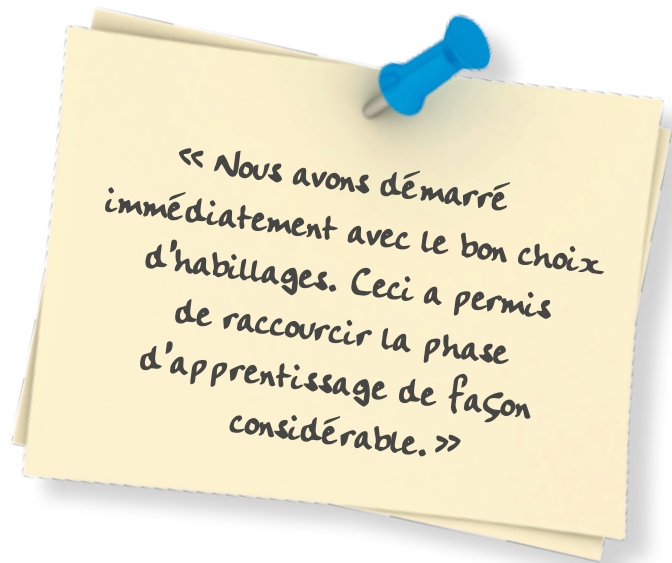 « Nous avons démarré
immédiatement avec le bon choix
d'habillages. Ceci a permis
de raccourcir la phase
d'apprentissage de façon
considérable. »